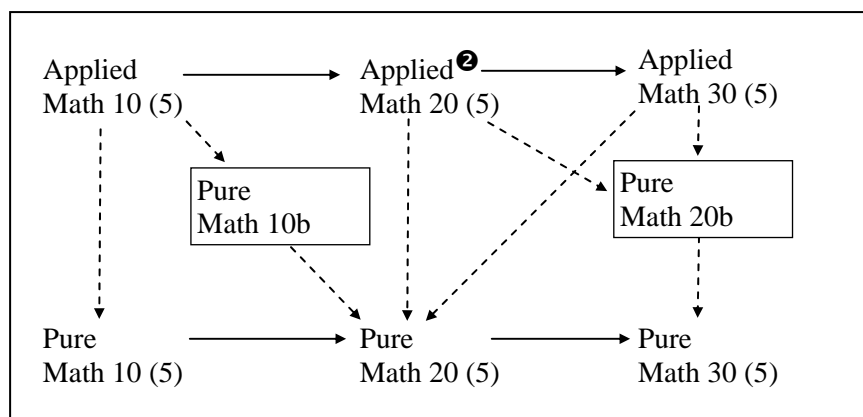 Applied
Math 10 (5)
Applied❷
Math 20 (5)
Applied
Math 30 (5)
Pure
Math 10b
Pure
Math 20b
Pure
Math 10 (5)
Pure
Math 20 (5)
Pure
Math 30 (5)